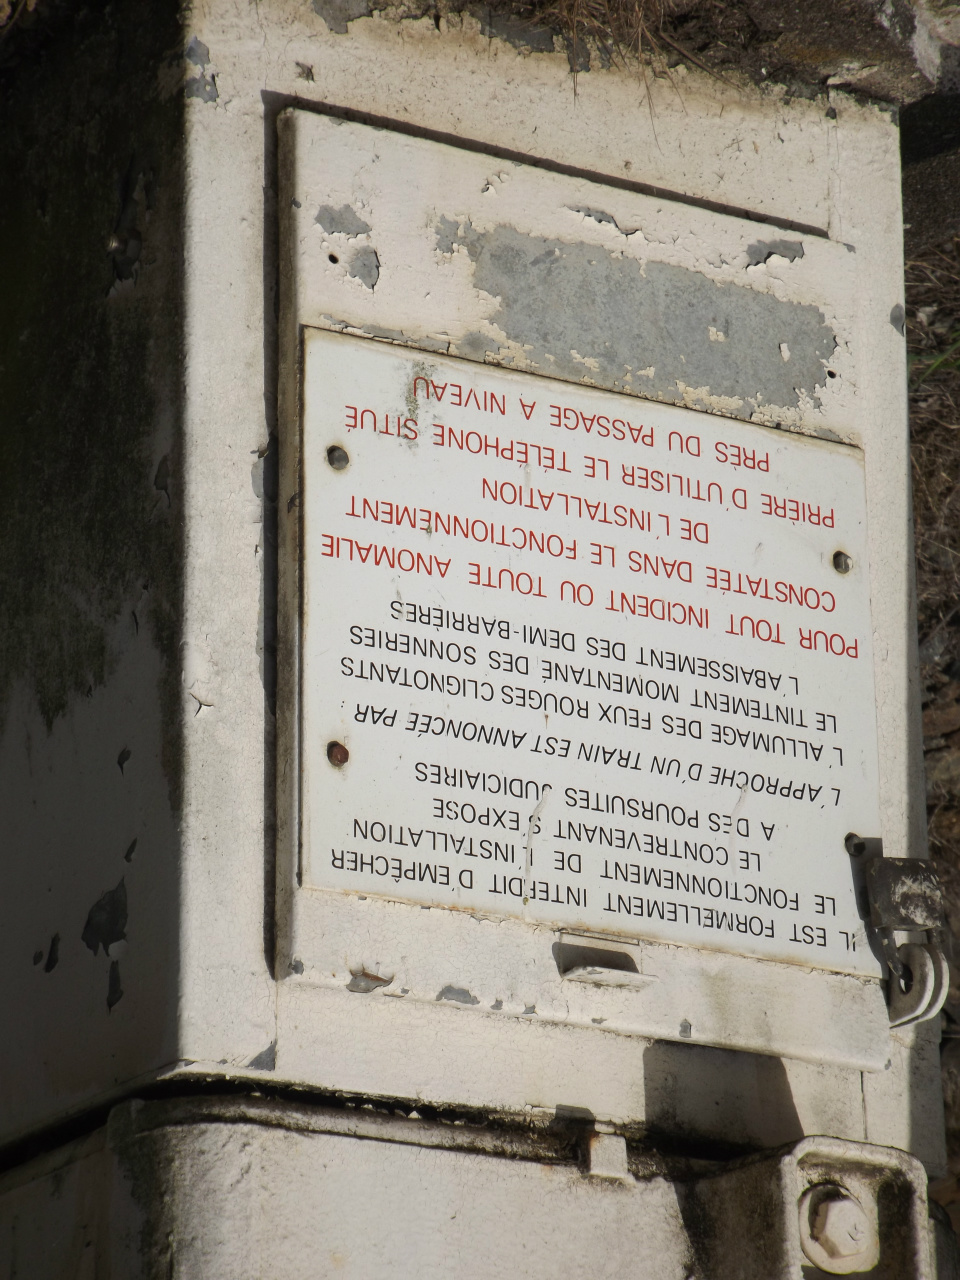 IL EST FORMELLEMENT INTERDIT D'EMPÊCHER
LE FONCTIONNEMENT DE L'INSTALLATION
LE CONTREVENANT S'EXPOSE
A DES POURSUITES JUDICIAIRES
L'APPROCHE D'UN TRAIN EST ANNONCÉE PAR :
L'ALLUMAGE DES FEUX ROUGES CLIGNOTANTS
LE TINTEMENT MOMENTANÉ DES SONNERIES
L'ABAISSEMENT DES DEMI-BARRIÈRES
POUR TOUT INCIDENT OU TOUTE ANOMALIE
CONSTATÉE DANS LE FONCTIONNEMENT
DE L'INSTALLATION
PRIÈRE D'UTILISER LE TÉLÉPHONE SITUÉ
PRÈS DU PASSAGE A NIVEAU